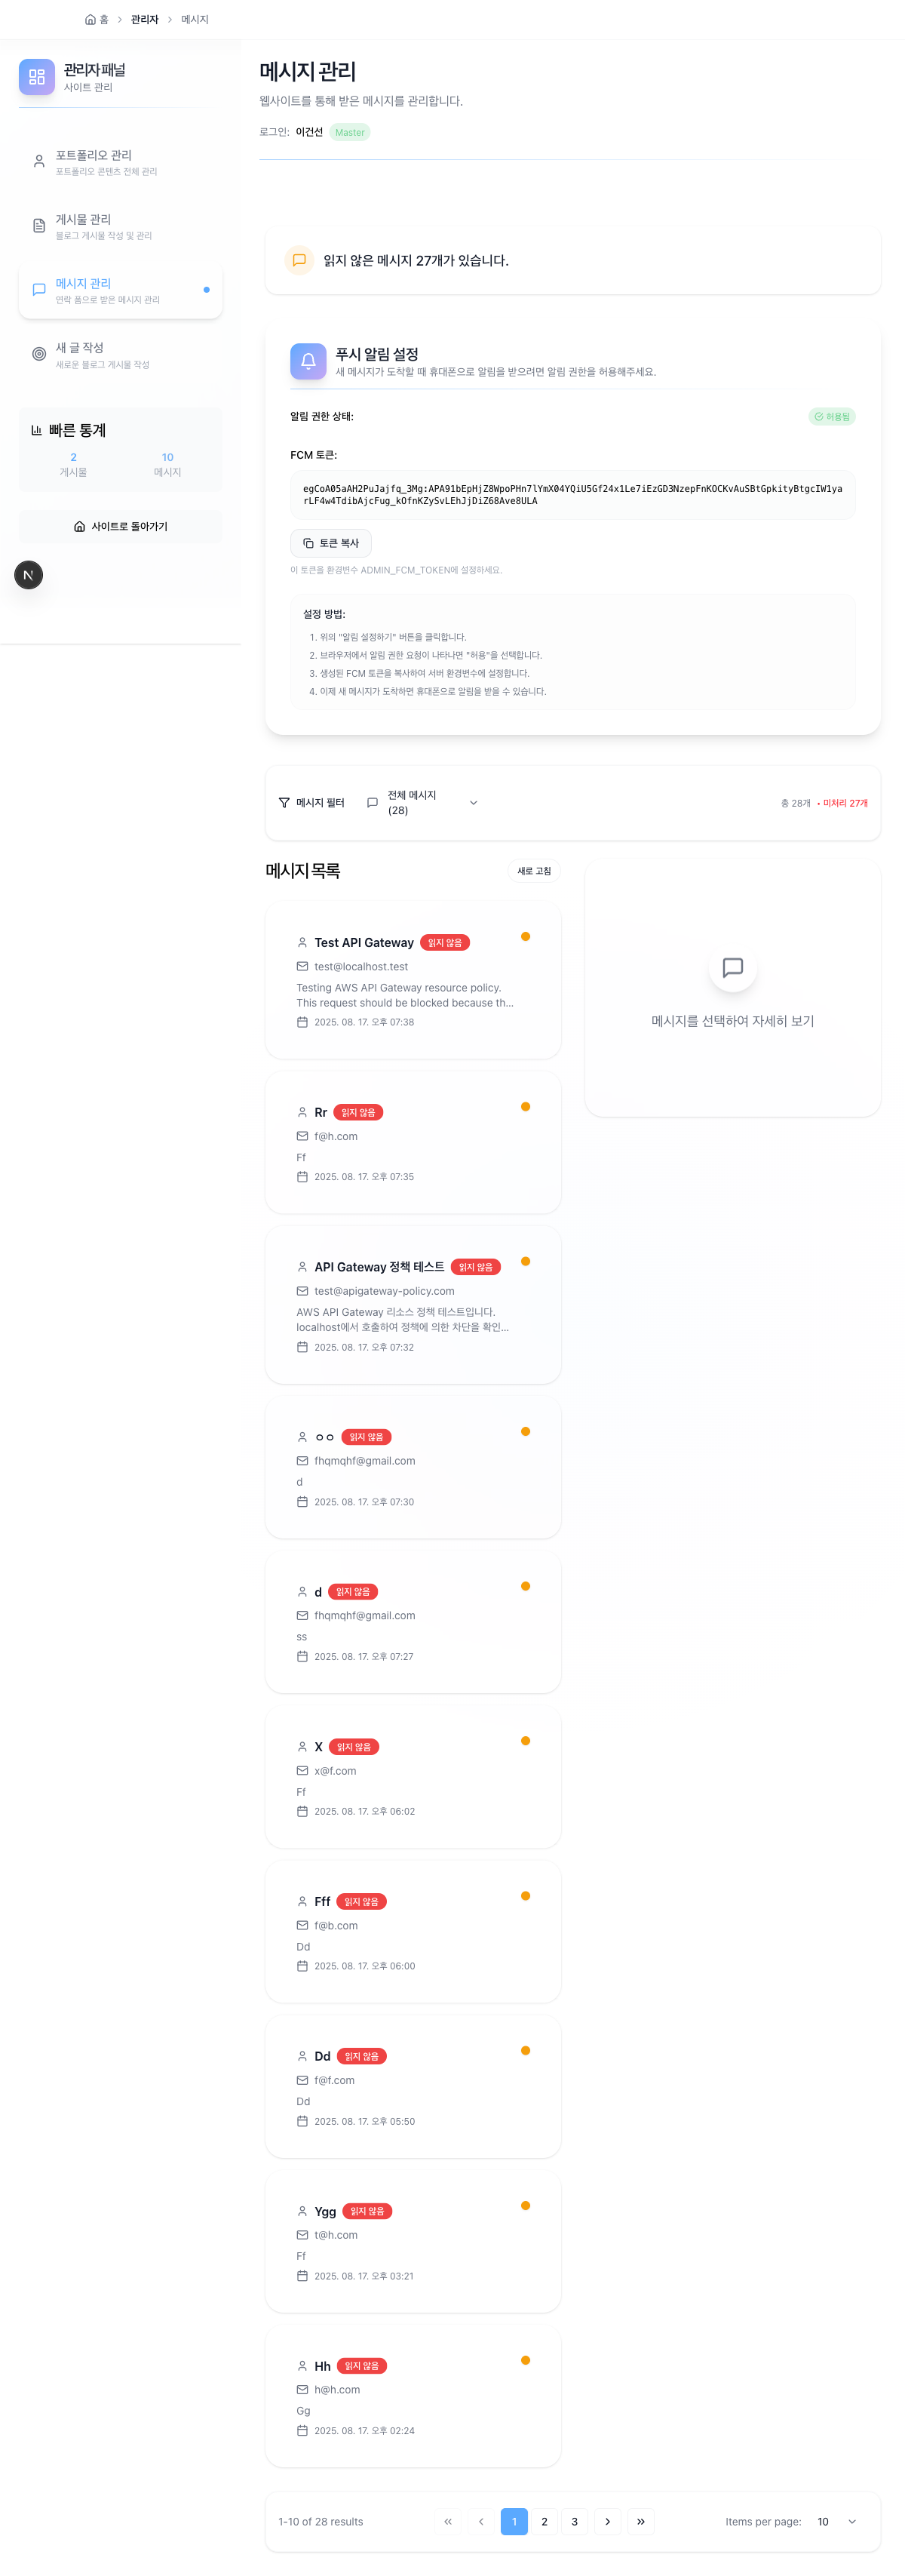 홈 > 관리자 > 메시지
관리자 패널
사이트 관리
포트폴리오 관리
포트폴리오 콘텐츠 전체 관리
게시물 관리
블로그 게시물 작성 및 관리
메시지 관리
연락 폼으로 받은 메시지 관리
새 글 작성
새로운 블로그 게시물 작성
빠른 통계
2
게시물
10
메시지
사이트로 돌아가기
N
메시지 관리
웹사이트를 통해 받은 메시지를 관리합니다.
로그인: 이건선 Master
읽지 않은 메시지 27개가 있습니다.
푸시 알림 설정
새 메시지가 도착할 때 휴대폰으로 알림을 받으려면 알림 권한을 허용해주세요.
알림 권한 상태: 허용됨
FCM 토큰:
egCoA05aAH2PuJajfq_3Mg:APA91bEpHjZ8WpoPHn7lYmX04YQiU5Gf24x1Le7iEzGD3NzepFnKOCKvAuSBtGpkityBtgcIW1ya
rLF4w4TdibAjcFug_kOfnKZySvLEhJjDiZ68Ave8ULA
토큰 복사
이 토큰을 환경변수 ADMIN_FCM_TOKEN에 설정하세요.
설정 방법:
1. 위의 "알림 설정하기" 버튼을 클릭합니다.
2. 브라우저에서 알림 권한 요청이 나타나면 "허용"을 선택합니다.
3. 생성된 FCM 토큰을 복사하여 서버 환경변수에 설정합니다.
4. 이제 새 메시지가 도착하면 휴대폰으로 알림을 받을 수 있습니다.
메시지 필터
전체 메시지
(28)
총 28개 • 미처리 27개
메시지 목록
새로 고침
Test API Gateway 읽지 않음
test@localhost.test
Testing AWS API Gateway resource policy.
This request should be blocked because th...
2025. 08. 17. 오후 07:38
Rr 읽지 않음
f@h.com
Ff
2025. 08. 17. 오후 07:35
API Gateway 정책 테스트 읽지 않음
test@apigateway-policy.com
AWS API Gateway 리소스 정책 테스트입니다.
localhost에서 호출하여 정책에 의한 차단을 확인...
2025. 08. 17. 오후 07:32
ㅇㅇ 읽지 않음
fhqmqhf@gmail.com
d
2025. 08. 17. 오후 07:30
d 읽지 않음
fhqmqhf@gmail.com
ss
2025. 08. 17. 오후 07:27
X 읽지 않음
x@f.com
Ff
2025. 08. 17. 오후 06:02
Fff 읽지 않음
f@b.com
Dd
2025. 08. 17. 오후 06:00
Dd 읽지 않음
f@f.com
Dd
2025. 08. 17. 오후 05:50
Ygg 읽지 않음
t@h.com
Ff
2025. 08. 17. 오후 03:21
Hh 읽지 않음
h@h.com
Gg
2025. 08. 17. 오후 02:24
메시지를 선택하여 자세히 보기
1-10 of 28 results
« ‹ 1 2 3 › »
Items per page: 10